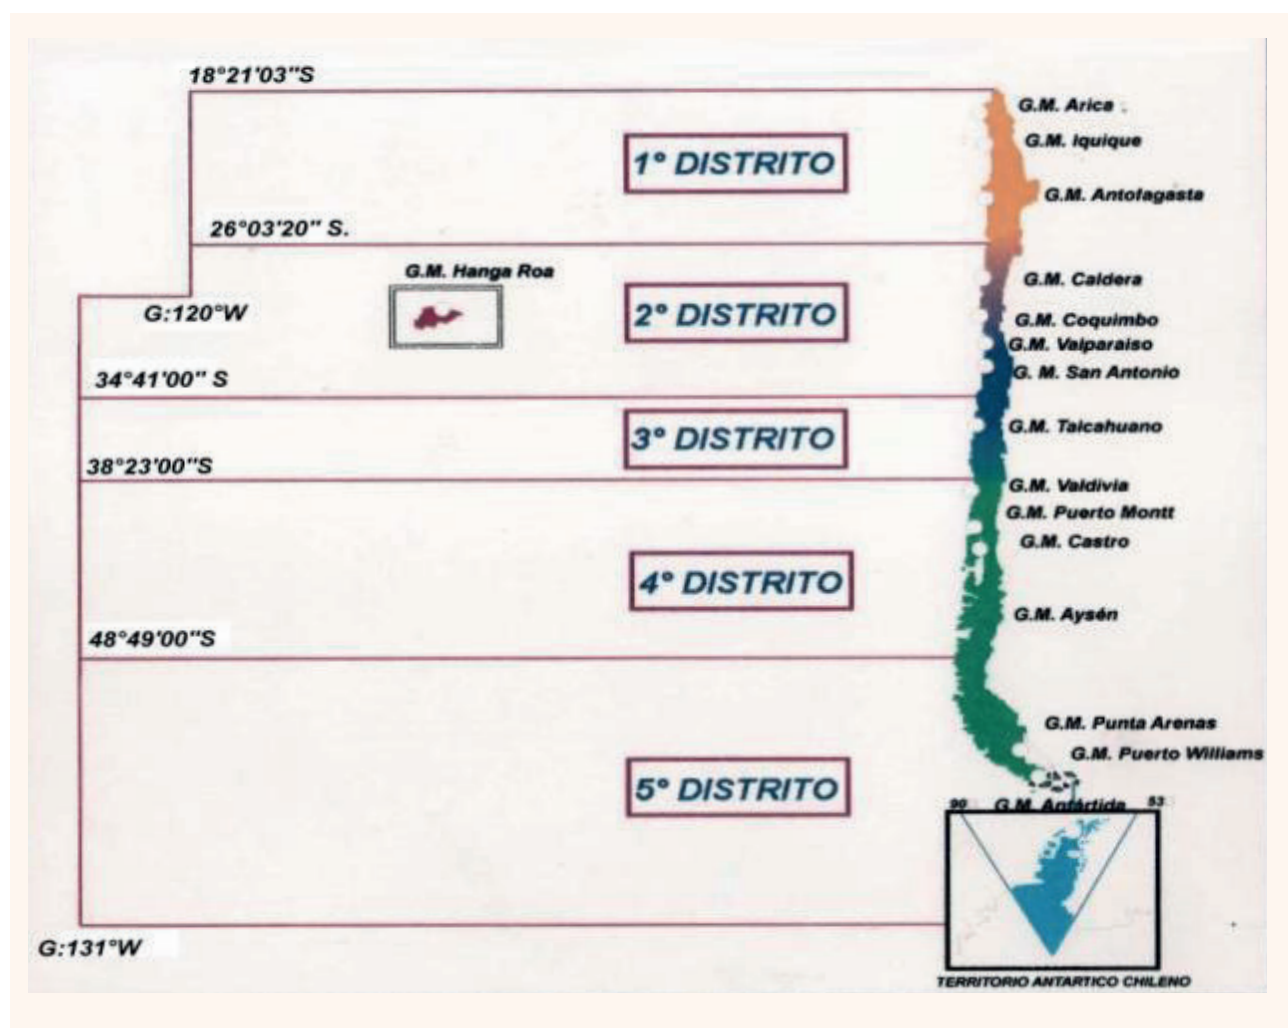 18°21'03"S
G.M. Arica
G.M. Iquique
1° DISTRITO
G.M. Antofagasta
26°03'20" S.
G.M. Hanga Roa
G.M. Caldera
G:120°W
2° DISTRITO
G.M. Coquimbo
G.M. Valparaiso
G. M. San Antonio
34°41'00" S
G.M. Talcahuano
3° DISTRITO
38°23'00"S
G.M. Valdivia
G.M. Puerto Montt
G.M. Castro
4° DISTRITO
G.M. Aysén
48°49'00"S
G.M. Punta Arenas
G.M. Puerto Williams
5° DISTRITO
90
G.M. Antártida
53
G:131°W
TERRITORIO ANTARTICO CHILENO